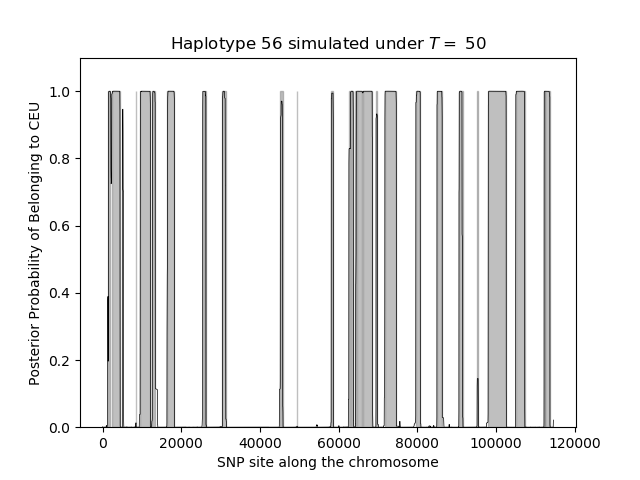 Haplotype 56 simulated under T = 50
Posterior Probability of Belonging to CEU
1.0
0.8
0.6
0.4
0.2
0.0
0 20000 40000 60000 80000 100000 120000
SNP site along the chromosome